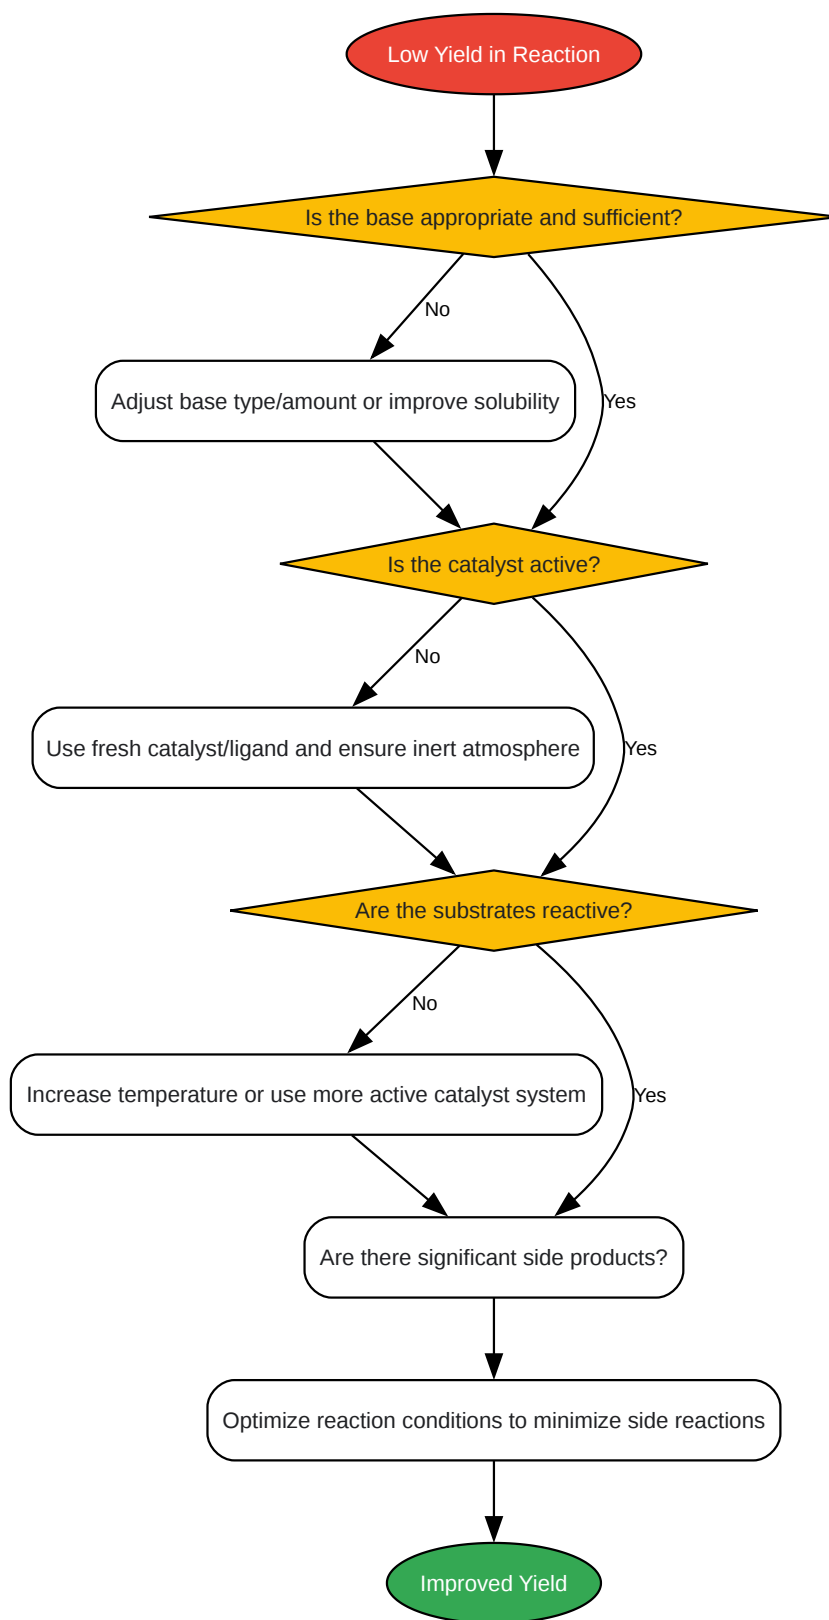 Low Yield in Reaction
Is the base appropriate and sufficient?
No
Adjust base type/amount or improve solubility
Yes
Is the catalyst active?
No
Use fresh catalyst/ligand and ensure inert atmosphere
Yes
Are the substrates reactive?
No
Increase temperature or use more active catalyst system
Yes
Are there significant side products?
Optimize reaction conditions to minimize side reactions
Improved Yield